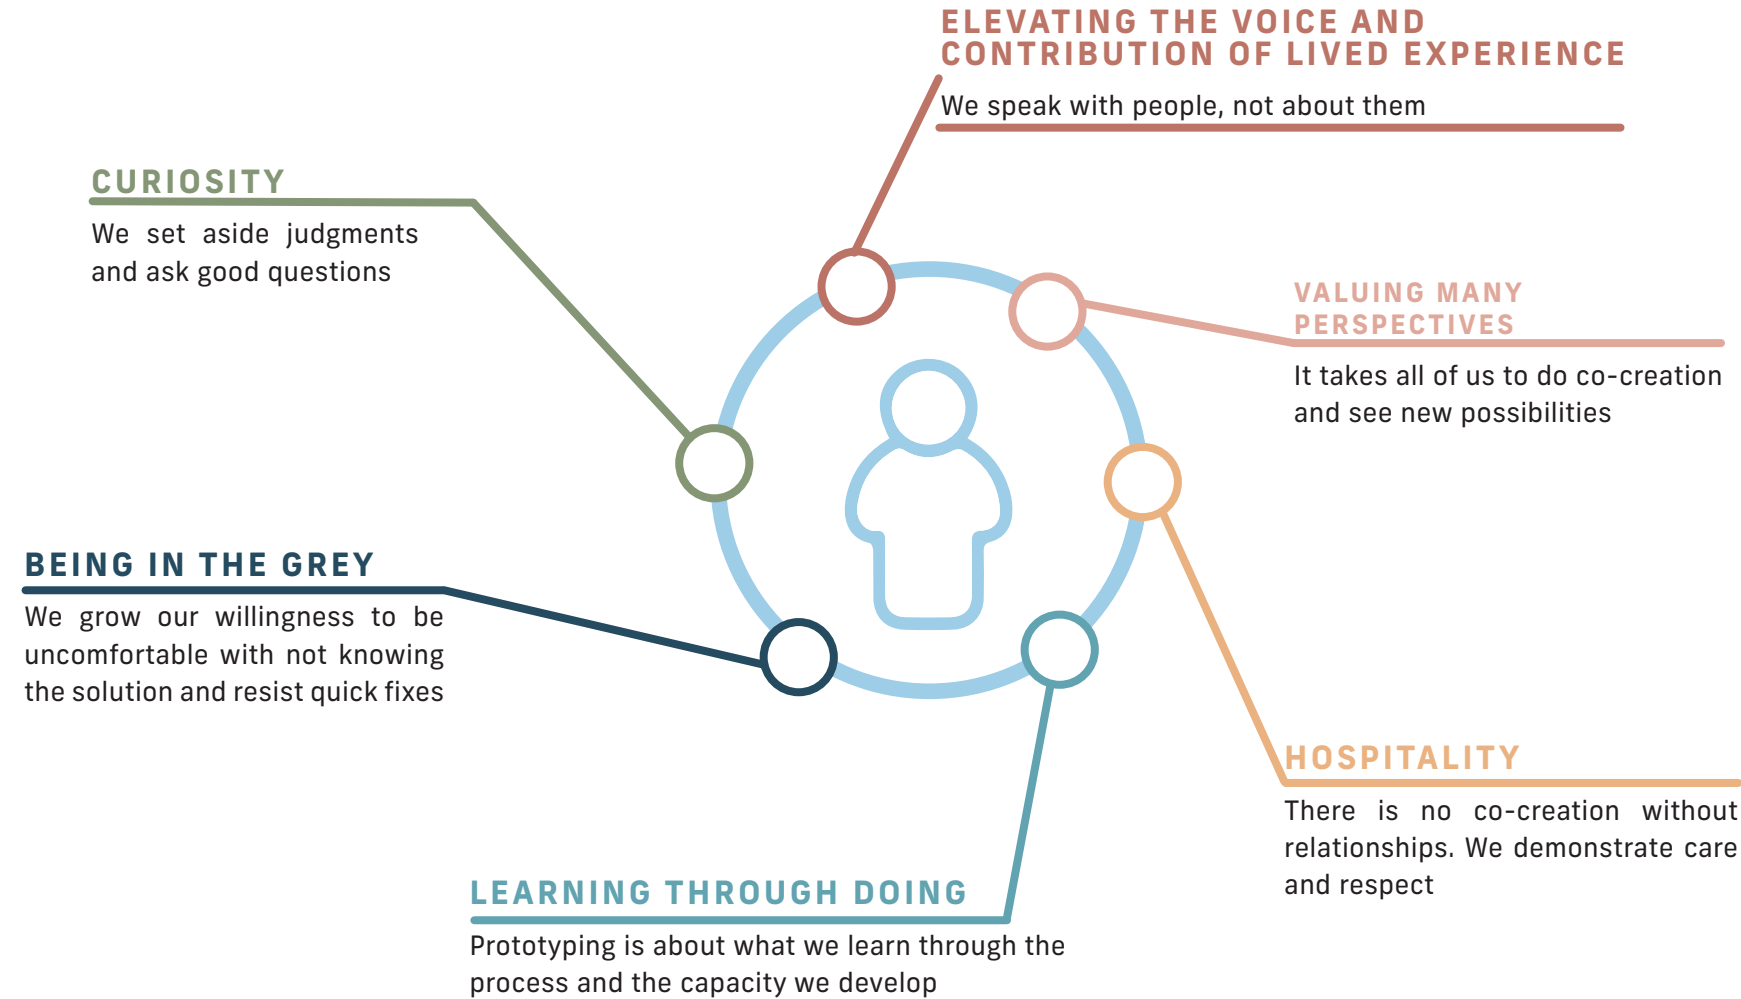 ELEVATING THE VOICE AND
CONTRIBUTION OF LIVED EXPERIENCE
We speak with people, not about them
CURIOSITY
We set aside judgments
and ask good questions
VALUING MANY
PERSPECTIVES
It takes all of us to do co-creation
and see new possibilities
BEING IN THE GREY
We grow our willingness to be
uncomfortable with not knowing
the solution and resist quick fixes
HOSPITALITY
There is no co-creation without
relationships. We demonstrate care
and respect
LEARNING THROUGH DOING
Prototyping is about what we learn through the
process and the capacity we develop